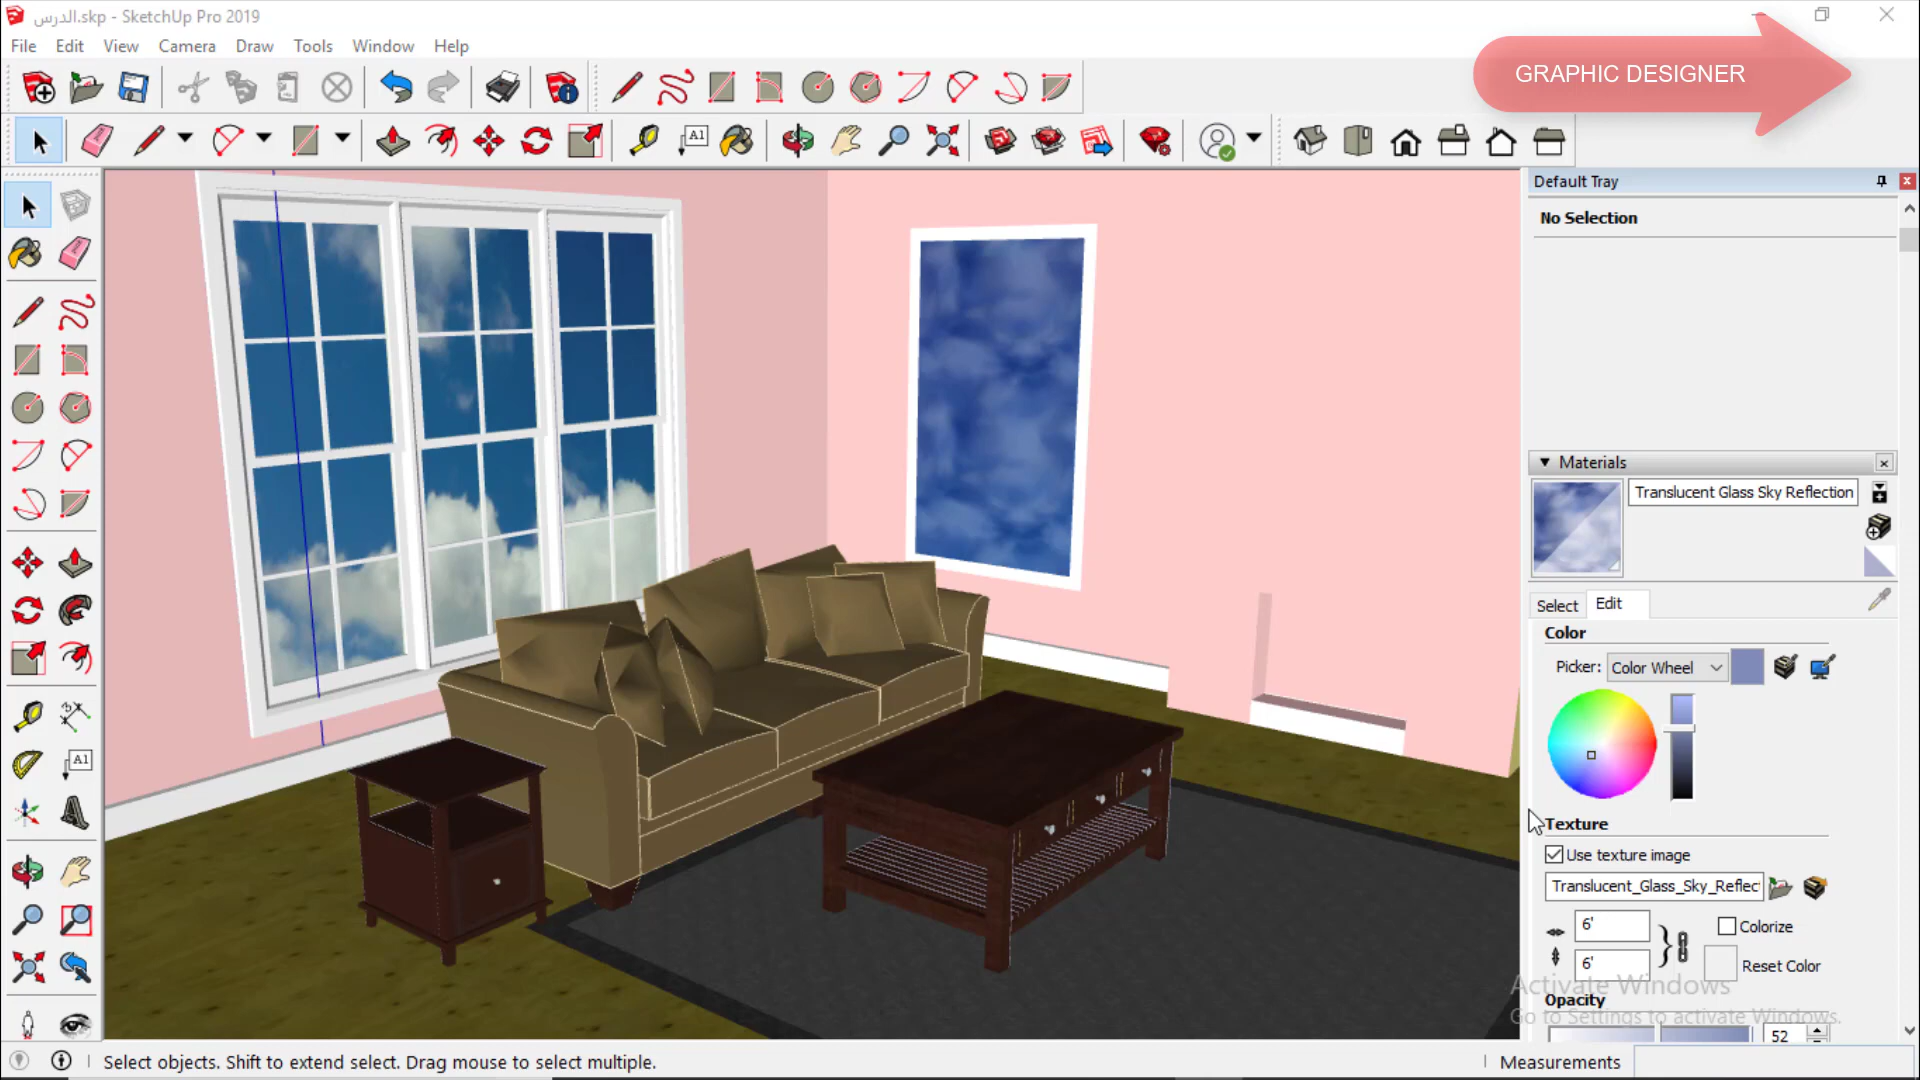 الدرس.skp - SketchUp Pro 2019
File Edit View Camera Draw Tools Window Help
GRAPHIC DESIGNER
A1
Default Tray
No Selection
Materials
Translucent Glass Sky Reflection
Select Edit
Color
Picker: Color Wheel
A1
Texture
Use texture image
Translucent_Glass_Sky_Reflec
6' Colorize
6' Reset Color
Activate Windows
Opacity
Go to Settings to activate Windows.
52
Select objects. Shift to extend select. Drag mouse to select multiple.
Measurements